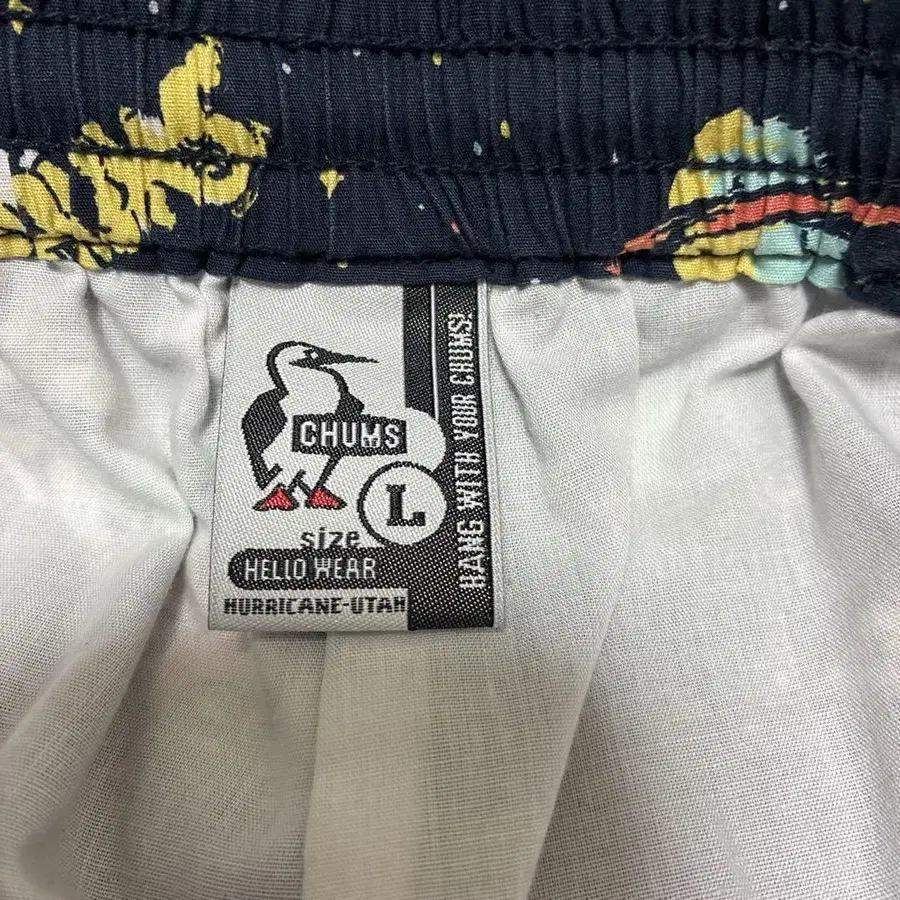 CHUMS
L
size
HELLO WEAR
HURRICANE-UTAH
HANG WITH YOUR CHUMS!